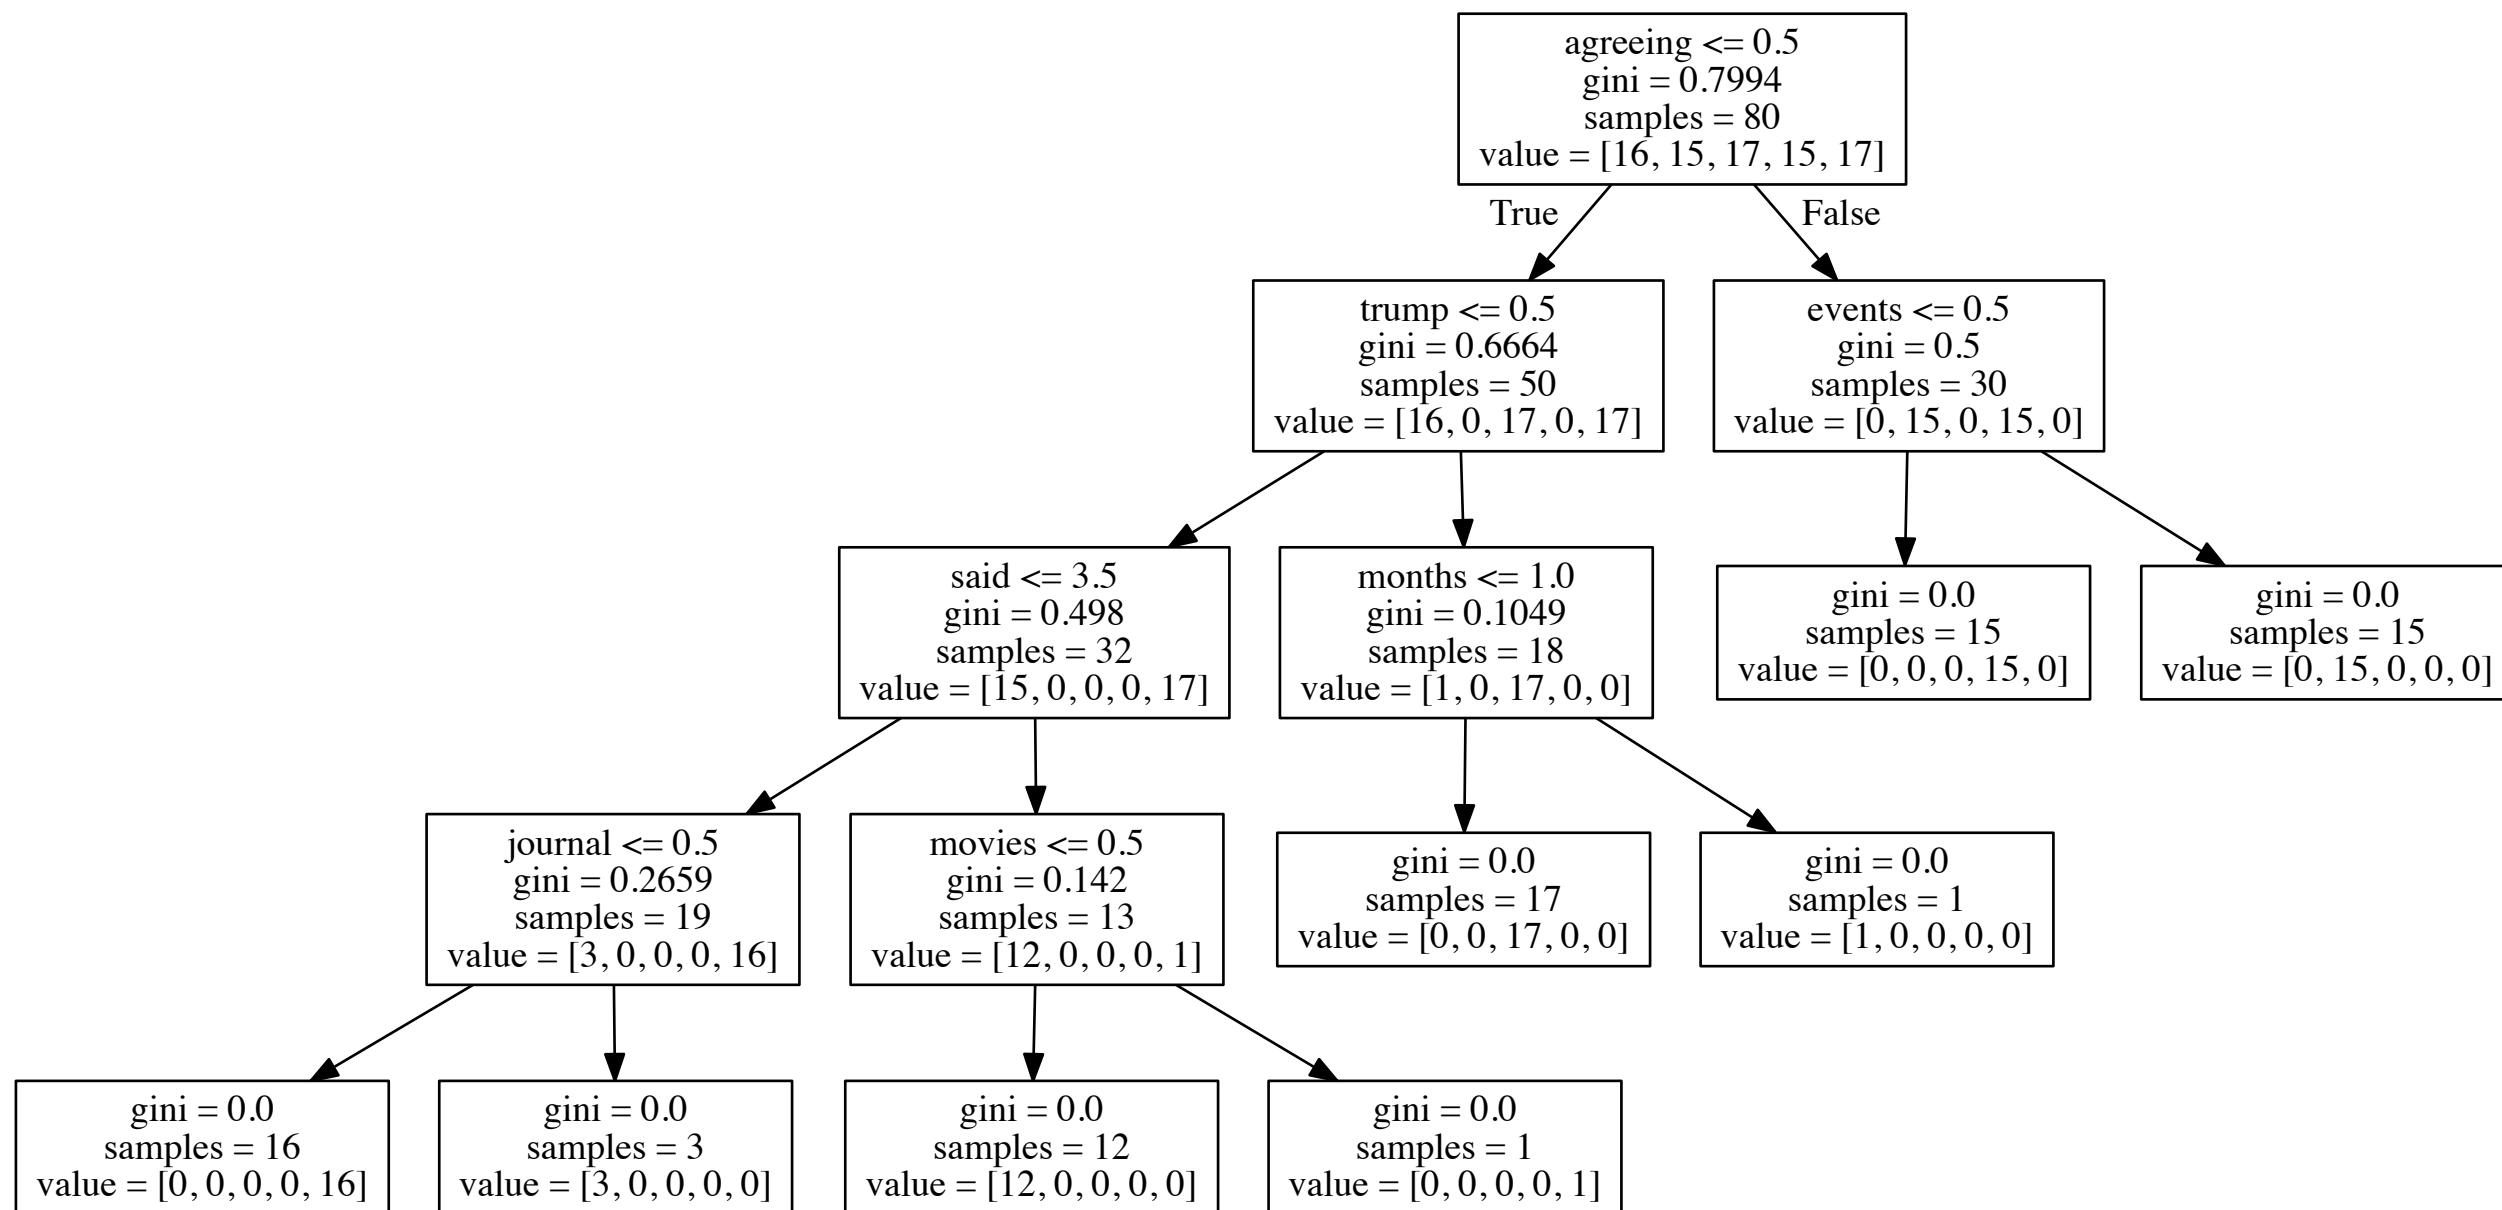 agreeing <= 0.5
gini = 0.7994
samples = 80
value = [16, 15, 17, 15, 17]
True
False
trump <= 0.5
gini = 0.6664
samples = 50
value = [16, 0, 17, 0, 17]
events <= 0.5
gini = 0.5
samples = 30
value = [0, 15, 0, 15, 0]
said <= 3.5
gini = 0.498
samples = 32
value = [15, 0, 0, 0, 17]
months <= 1.0
gini = 0.1049
samples = 18
value = [1, 0, 17, 0, 0]
gini = 0.0
samples = 15
value = [0, 0, 0, 15, 0]
gini = 0.0
samples = 15
value = [0, 15, 0, 0, 0]
journal <= 0.5
gini = 0.2659
samples = 19
value = [3, 0, 0, 0, 16]
movies <= 0.5
gini = 0.142
samples = 13
value = [12, 0, 0, 0, 1]
gini = 0.0
samples = 17
value = [0, 0, 17, 0, 0]
gini = 0.0
samples = 1
value = [1, 0, 0, 0, 0]
gini = 0.0
samples = 16
value = [0, 0, 0, 0, 16]
gini = 0.0
samples = 3
value = [3, 0, 0, 0, 0]
gini = 0.0
samples = 12
value = [12, 0, 0, 0, 0]
gini = 0.0
samples = 1
value = [0, 0, 0, 0, 1]